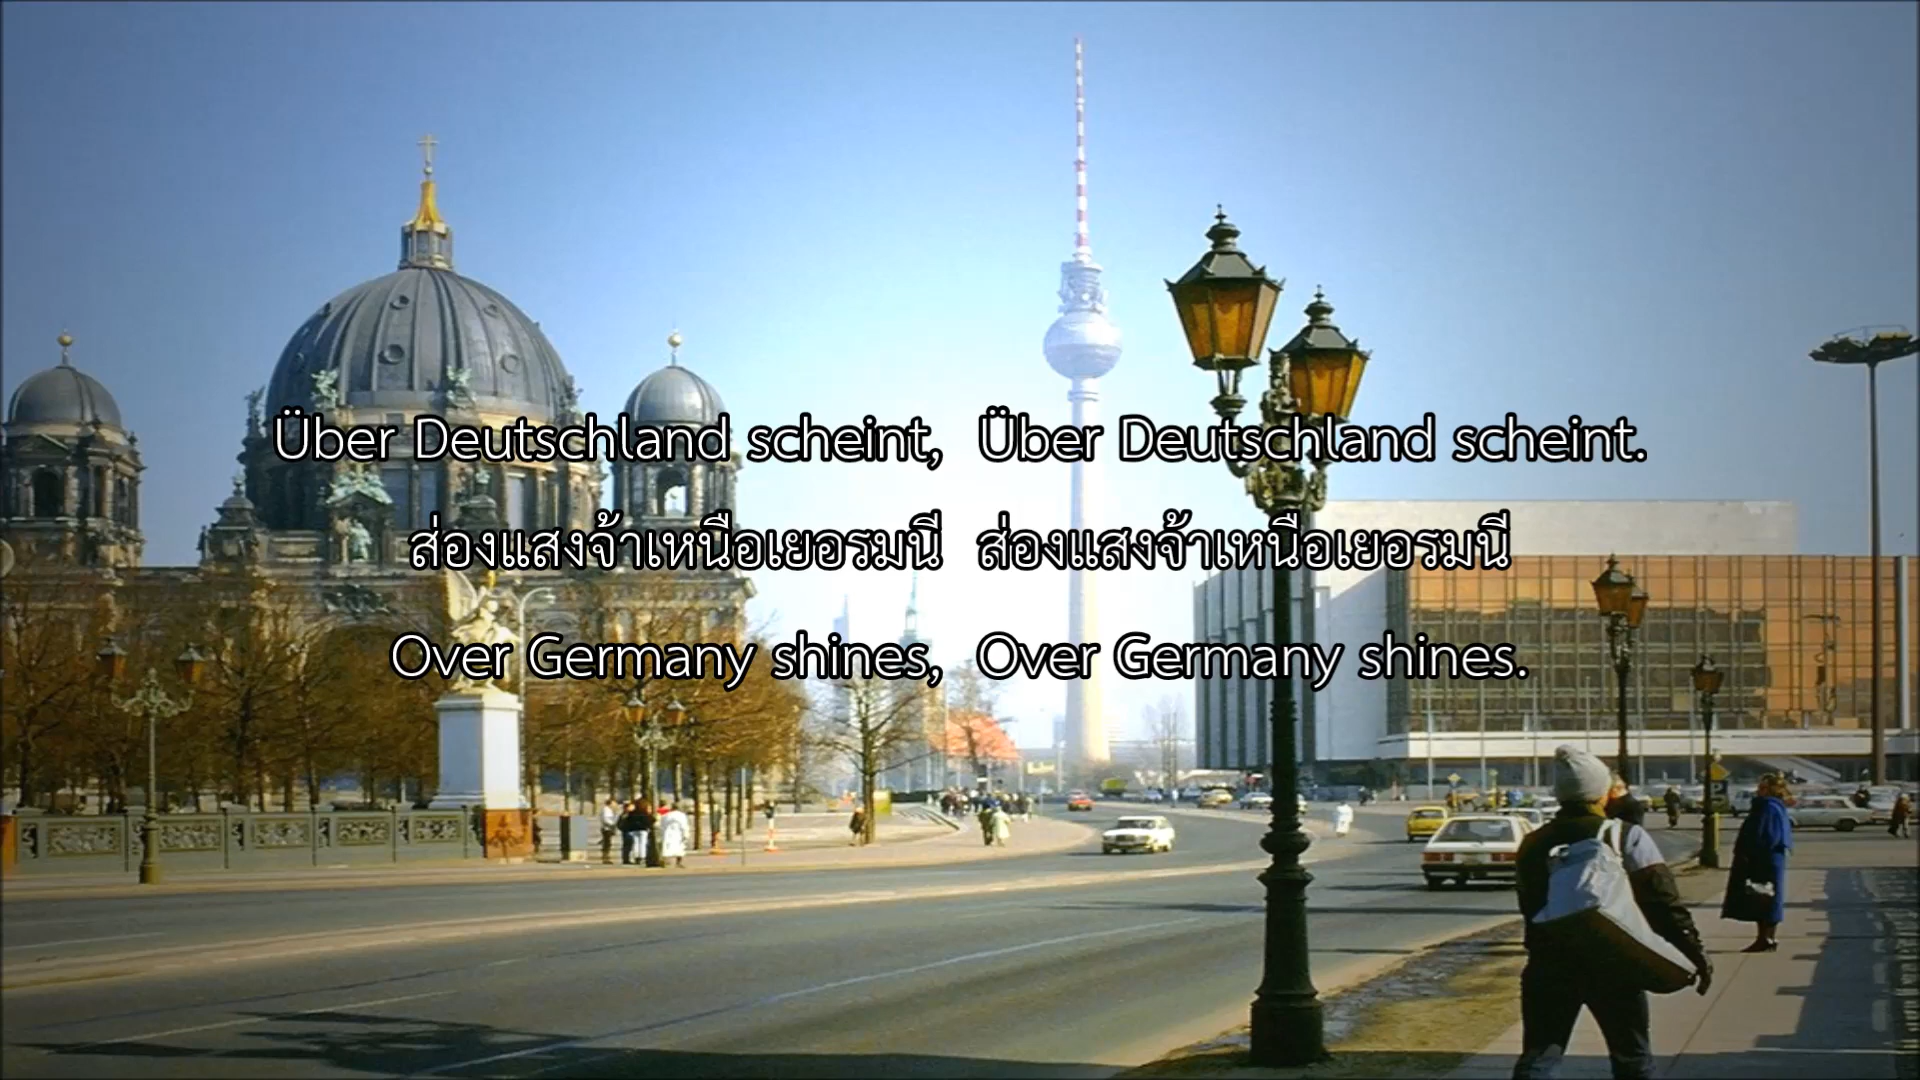 Über Deutschland scheint, Über Deutschland scheint.
ส่องแสงจ้าเหนือเยอรมนี ส่องแสงจ้าเหนือเยอรมนี
Over Germany shines, Over Germany shines.